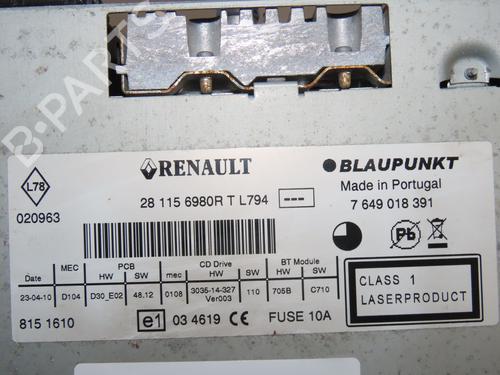 B-PARTS
L78
020963
RENAULT
28 115 6980R T L794 ---
BLAUPUNKT
Made in Portugal
7 649 018 391
Pb
Date MEC PCB CD Drive BT Module
HW SW mec HW SW HW SW
23-04-10 D104 D30_E02 48.12 0108 3035-14-327 Ver003 110 705B C710
CLASS 1
LASERPRODUCT
815 1610
e1 03 4619 CE FUSE 10A